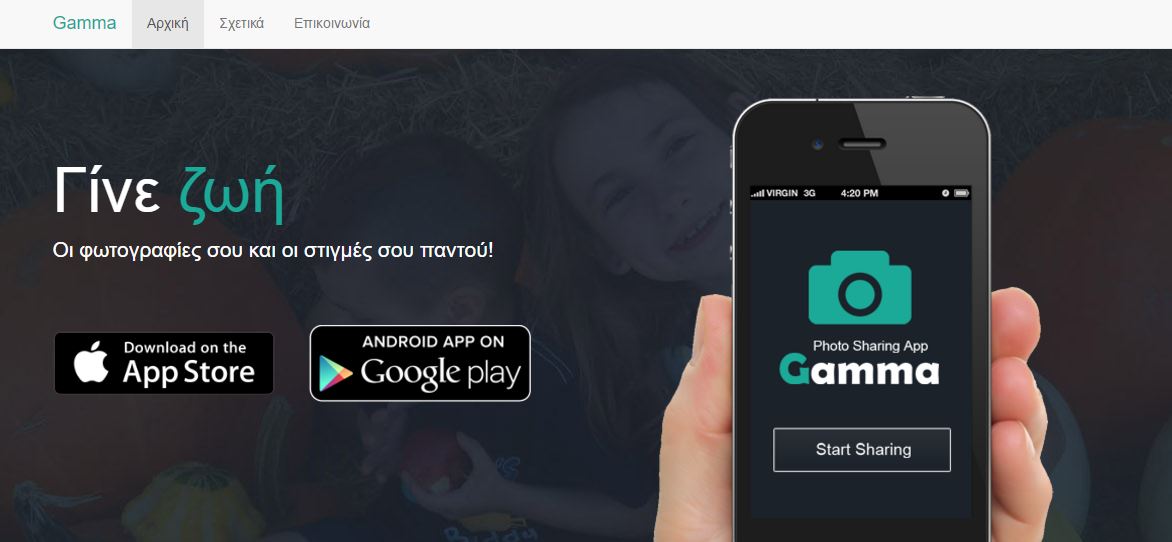 Gamma
Αρχική
Σχετικά
Επικοινωνία
Γίνε ζωή
Οι φωτογραφίες σου και οι στιγμές σου παντού!
Download on the
App Store
ANDROID APP ON
Google play
VIRGIN 3G 4:20 PM
Photo Sharing App
Gamma
Start Sharing